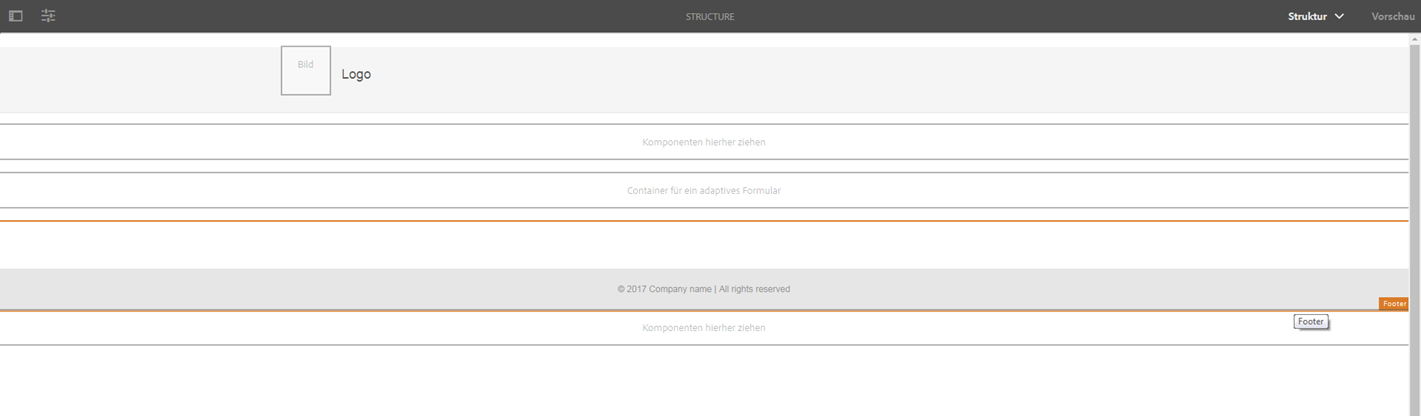 STRUCTURE
Struktur
Vorschau
Bild
Logo
Komponenten hierher ziehen
Container für ein adaptives Formular
© 2017 Company name | All rights reserved
Footer
Footer
Komponenten hierher ziehen